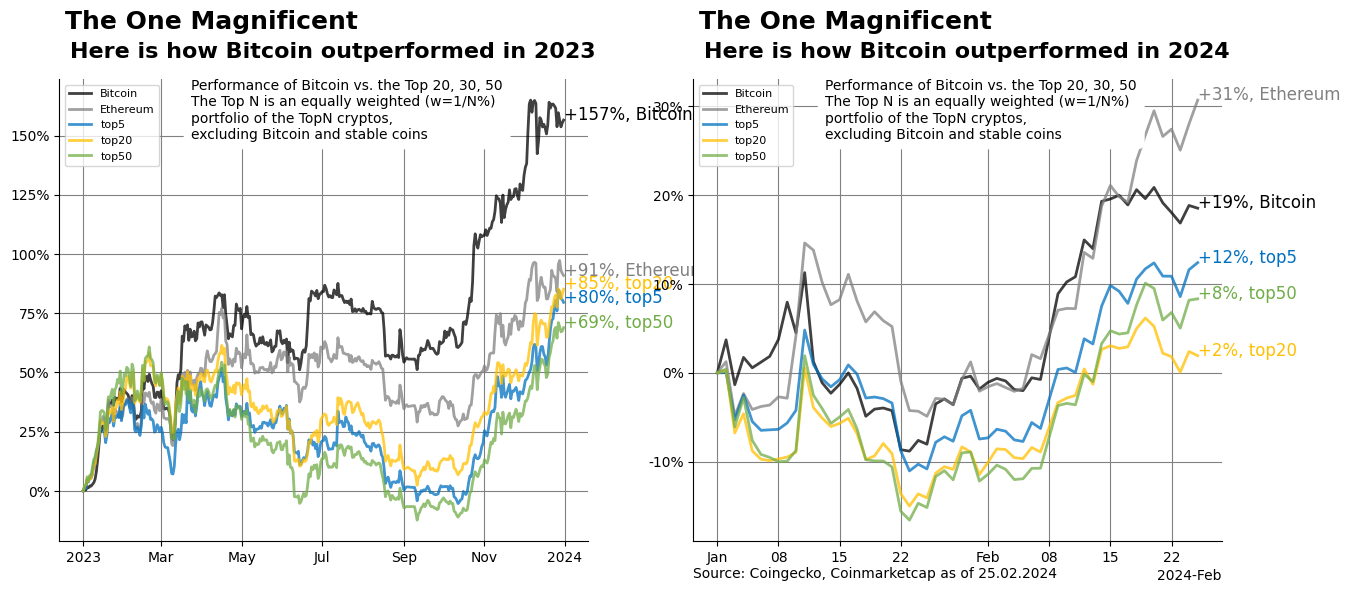 The One Magnificent
Here is how Bitcoin outperformed in 2023
Performance of Bitcoin vs. the Top 20, 30, 50
The Top N is an equally weighted (w=1/N%)
portfolio of the TopN cryptos,
excluding Bitcoin and stable coins
Bitcoin
Ethereum
top5
top20
top50
150%
125%
100%
75%
50%
25%
0%
+157%, Bitcoin
+91%, Ethereum
+85%, top20
+80%, top5
+69%, top50
2023
Mar
May
Jul
Sep
Nov
2024
The One Magnificent
Here is how Bitcoin outperformed in 2024
Performance of Bitcoin vs. the Top 20, 30, 50
The Top N is an equally weighted (w=1/N%)
portfolio of the TopN cryptos,
excluding Bitcoin and stable coins
Bitcoin
Ethereum
top5
top20
top50
30%
20%
10%
0%
-10%
+31%, Ethereum
+19%, Bitcoin
+12%, top5
+8%, top50
+2%, top20
Jan
08
15
22
Feb
08
15
22
2024-Feb
Source: Coingecko, Coinmarketcap as of 25.02.2024